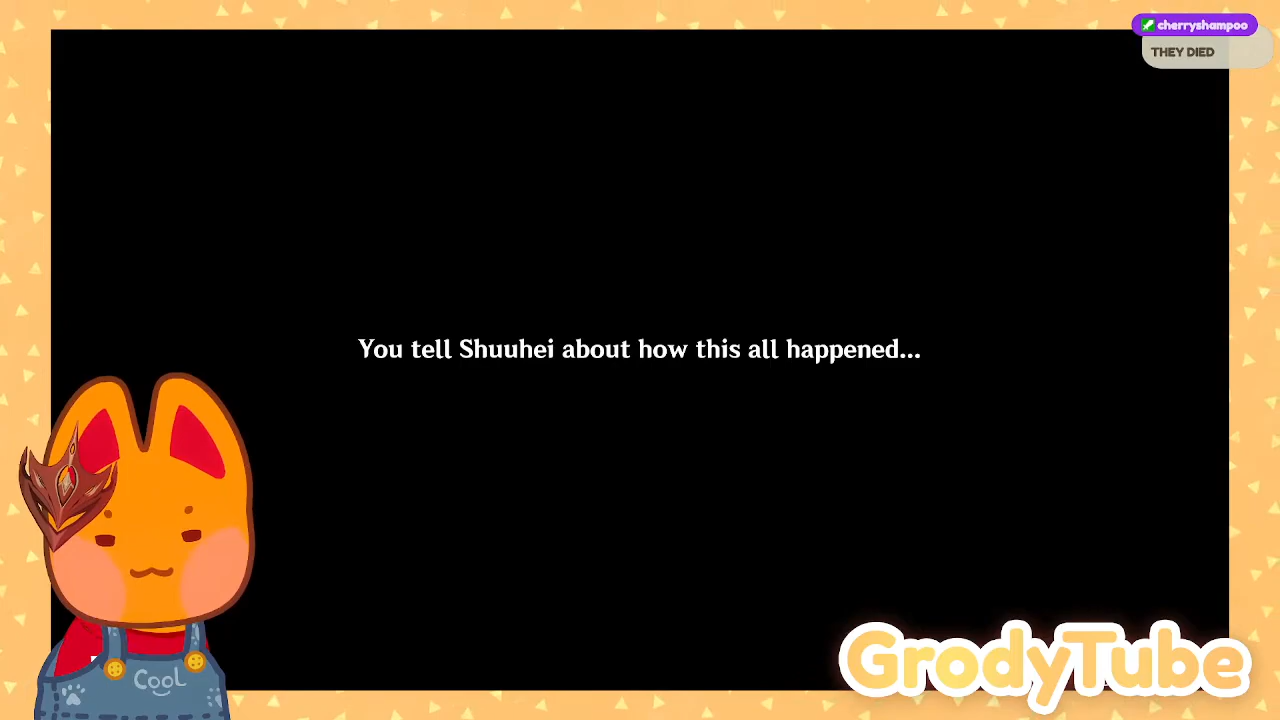 cherryshampoo
THEY DIED
You tell Shuuhei about how this all happened...
Cool
GrodyTube